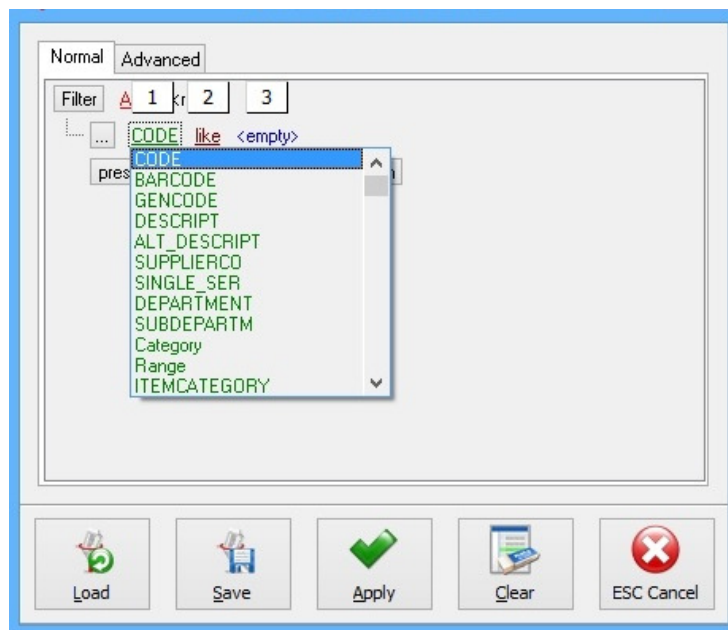 Normal Advanced
Filter A 1 <r 2 3
... CODE like <empty>
CODE
pres
BARCODE
GENCODE
DESCRIPT
ALT_DESCRIPT
SUPPLIERCO
SINGLE_SER
DEPARTMENT
SUBDEPARTM
Category
Range
ITEMCATEGORY
Load Save Apply Clear ESC Cancel